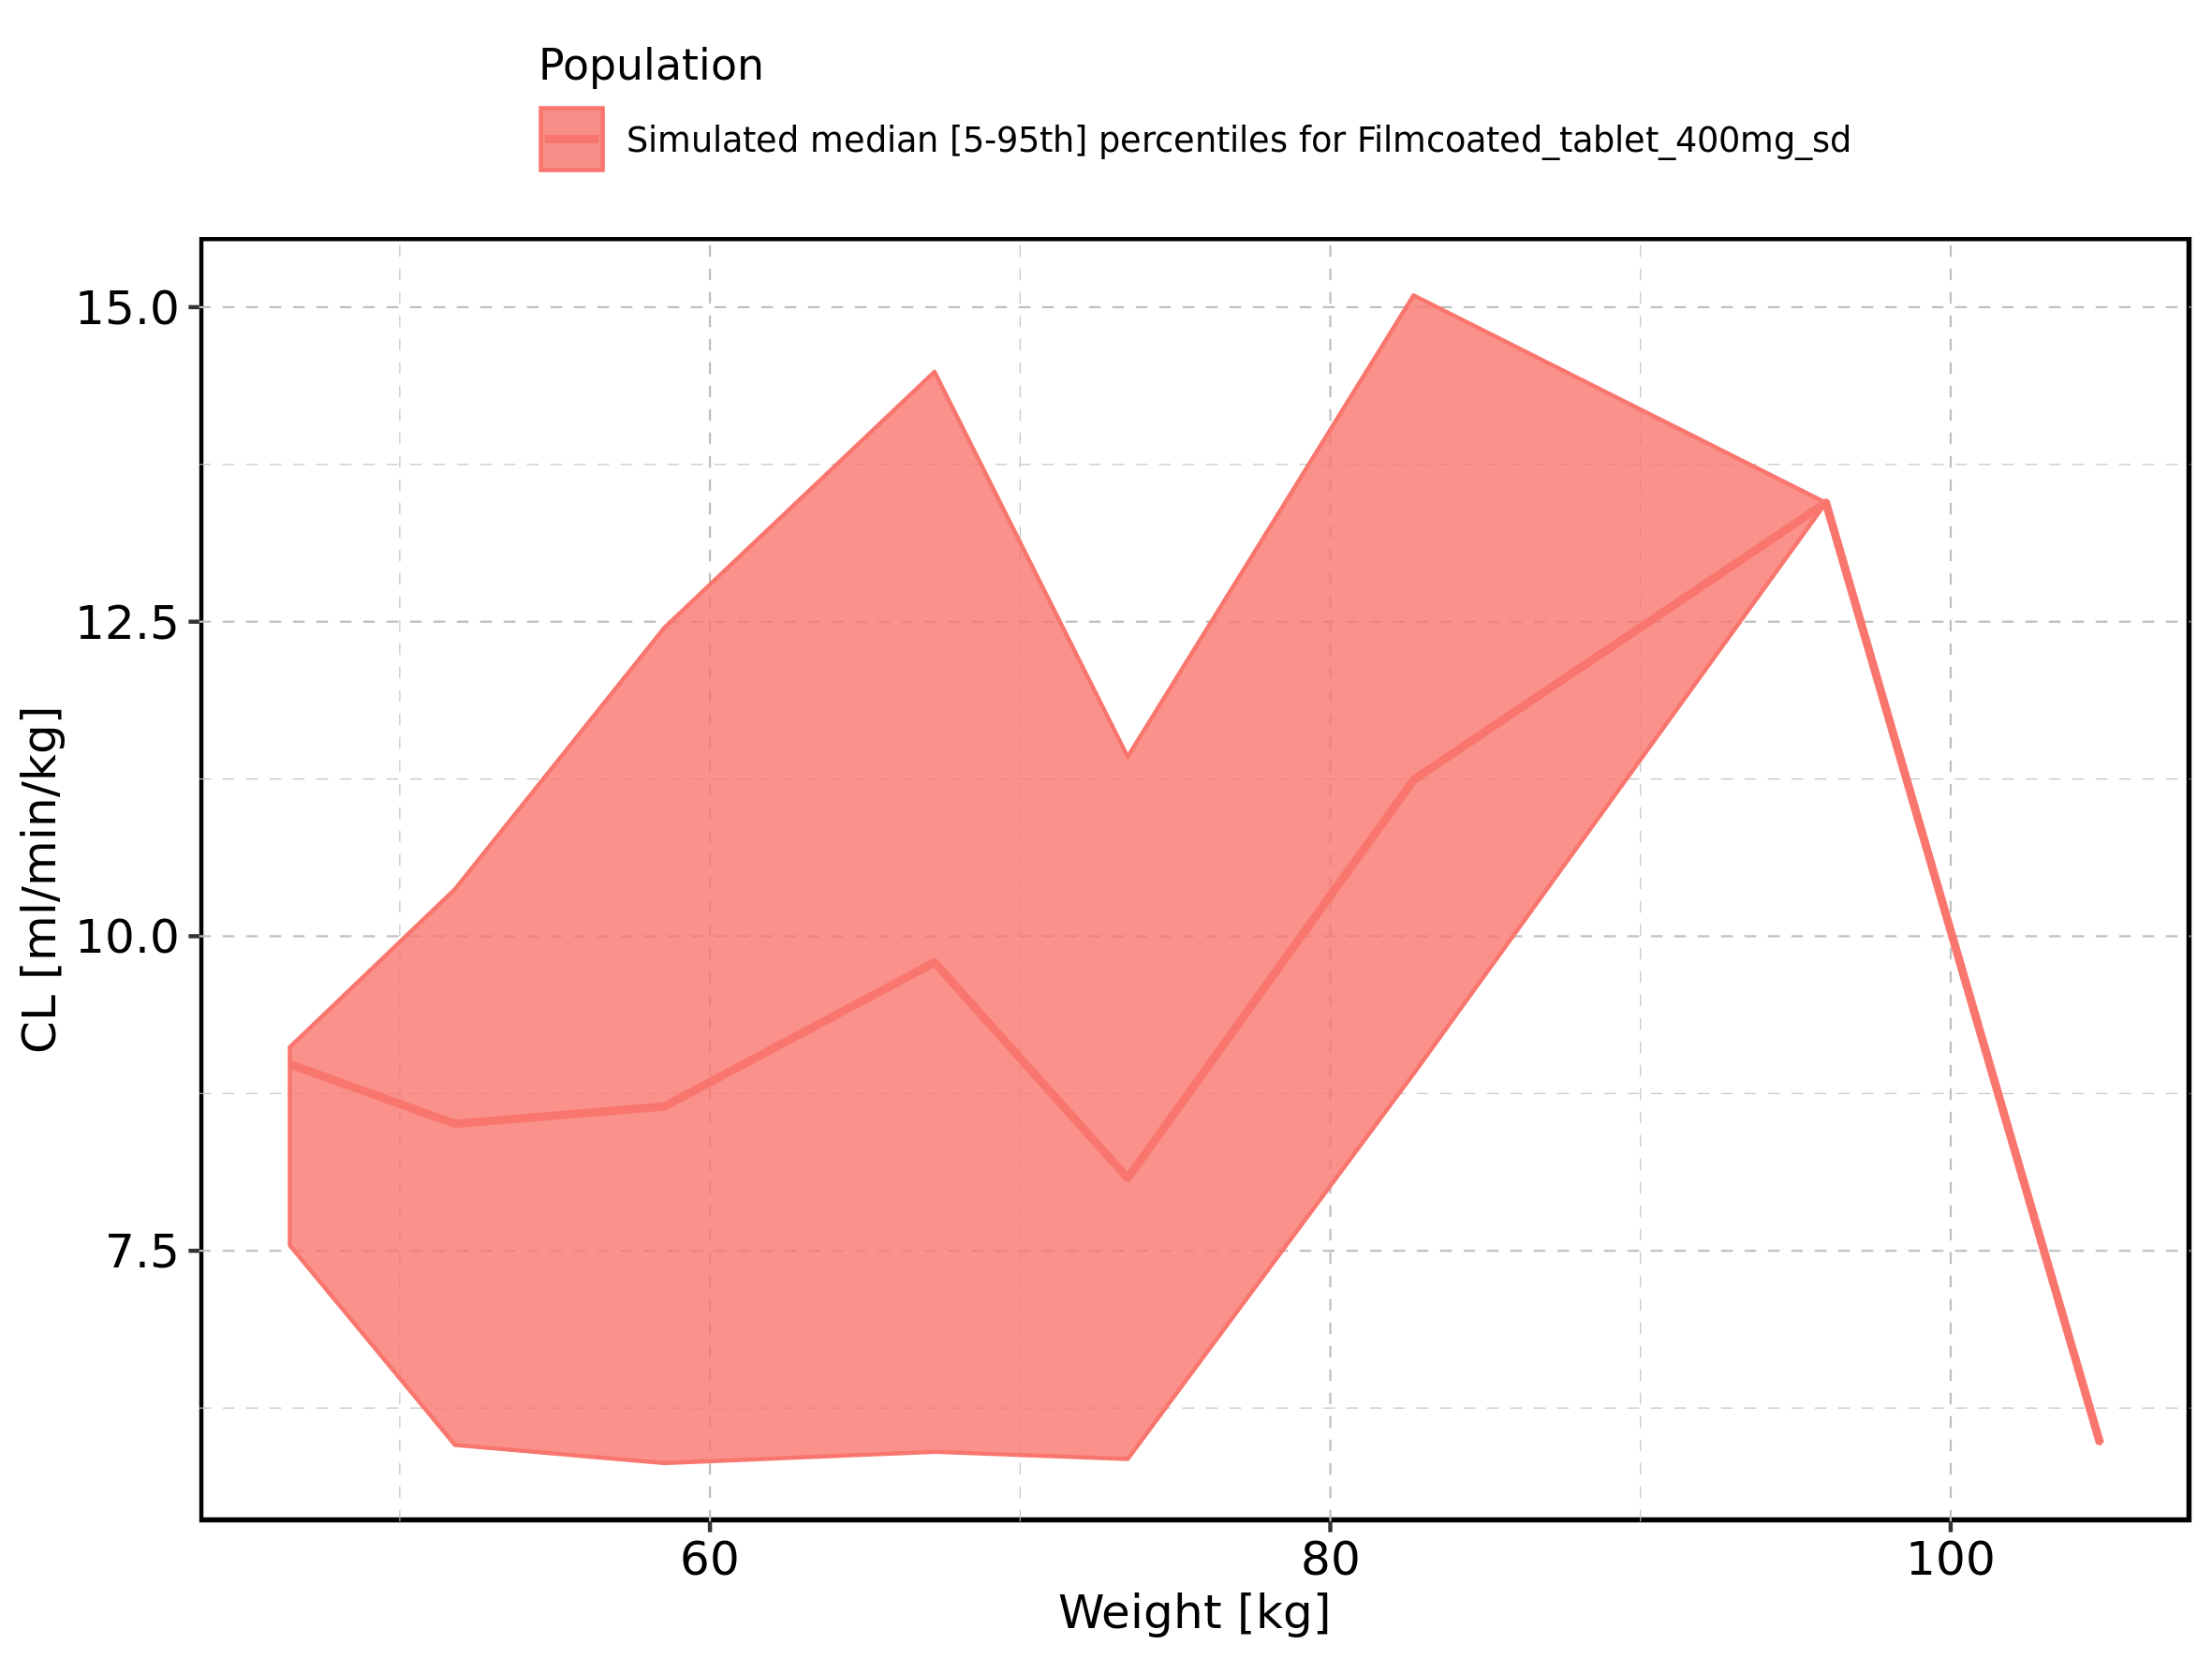 Population
Simulated median [5-95th] percentiles for Filmcoated_tablet_400mg_sd
15.0
12.5
10.0
7.5
CL [ml/min/kg]
60 80 100
Weight [kg]